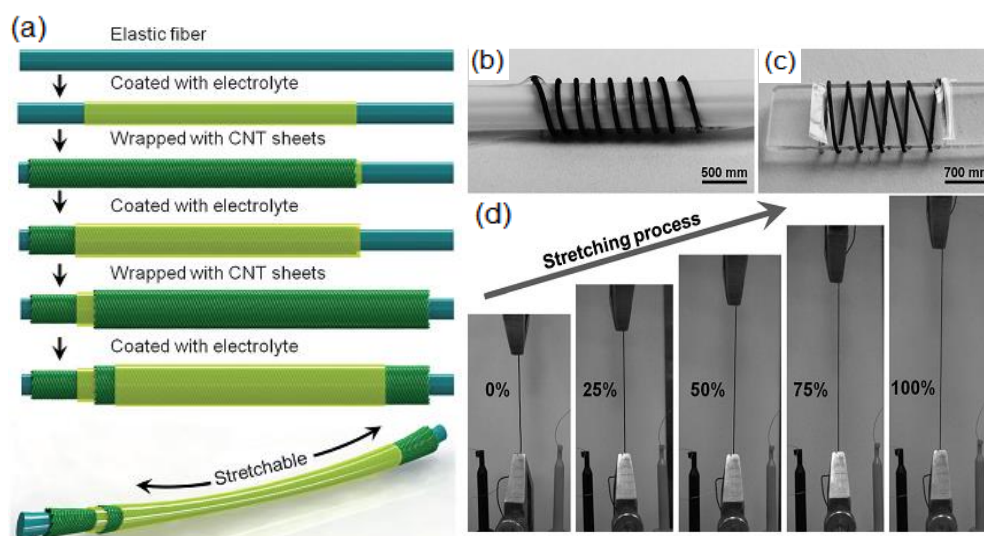 (a)
Elastic fiber
Coated with electrolyte
Wrapped with CNT sheets
Coated with electrolyte
Wrapped with CNT sheets
Coated with electrolyte
Stretchable
(b)
500 mm
(c)
700 mm
(d)
Stretching process
0%
25%
50%
75%
100%